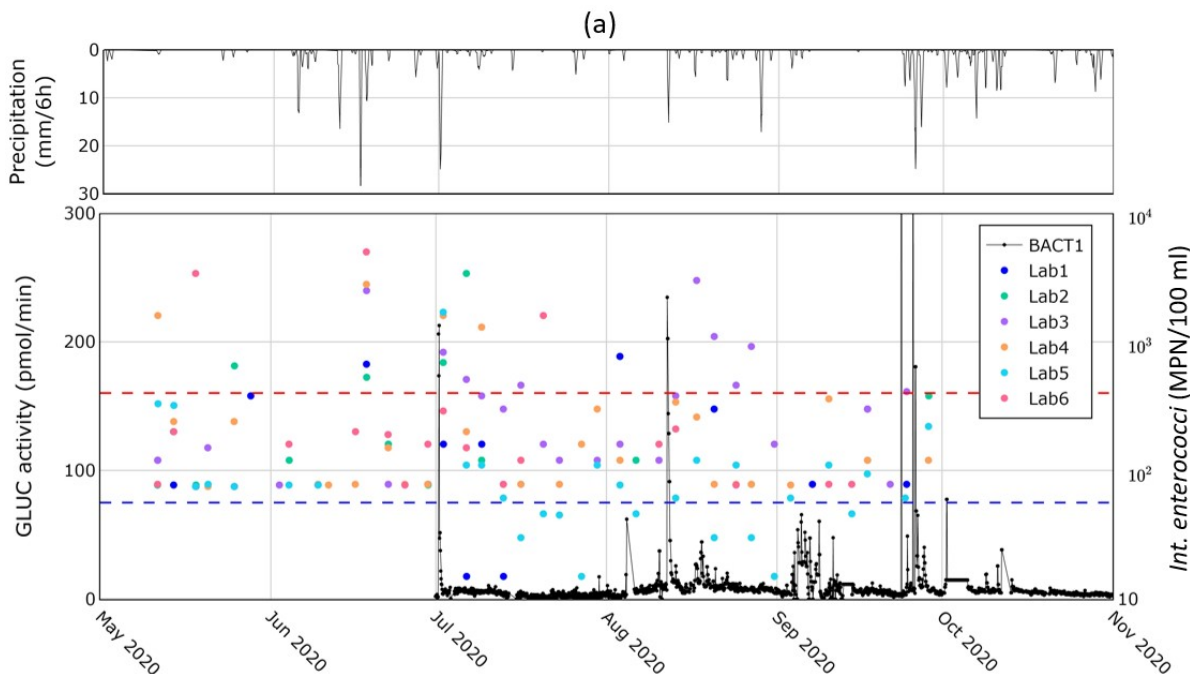 (a)
Precipitation
(mm/6h)
0
10
20
30
GLUC activity (pmol/min)
300
200
100
0
BACT1
Lab1
Lab2
Lab3
Lab4
Lab5
Lab6
10⁴
10³
10²
10
Int. enterococci (MPN/100 ml)
May 2020
Jun 2020
Jul 2020
Aug 2020
Sep 2020
Oct 2020
Nov 2020